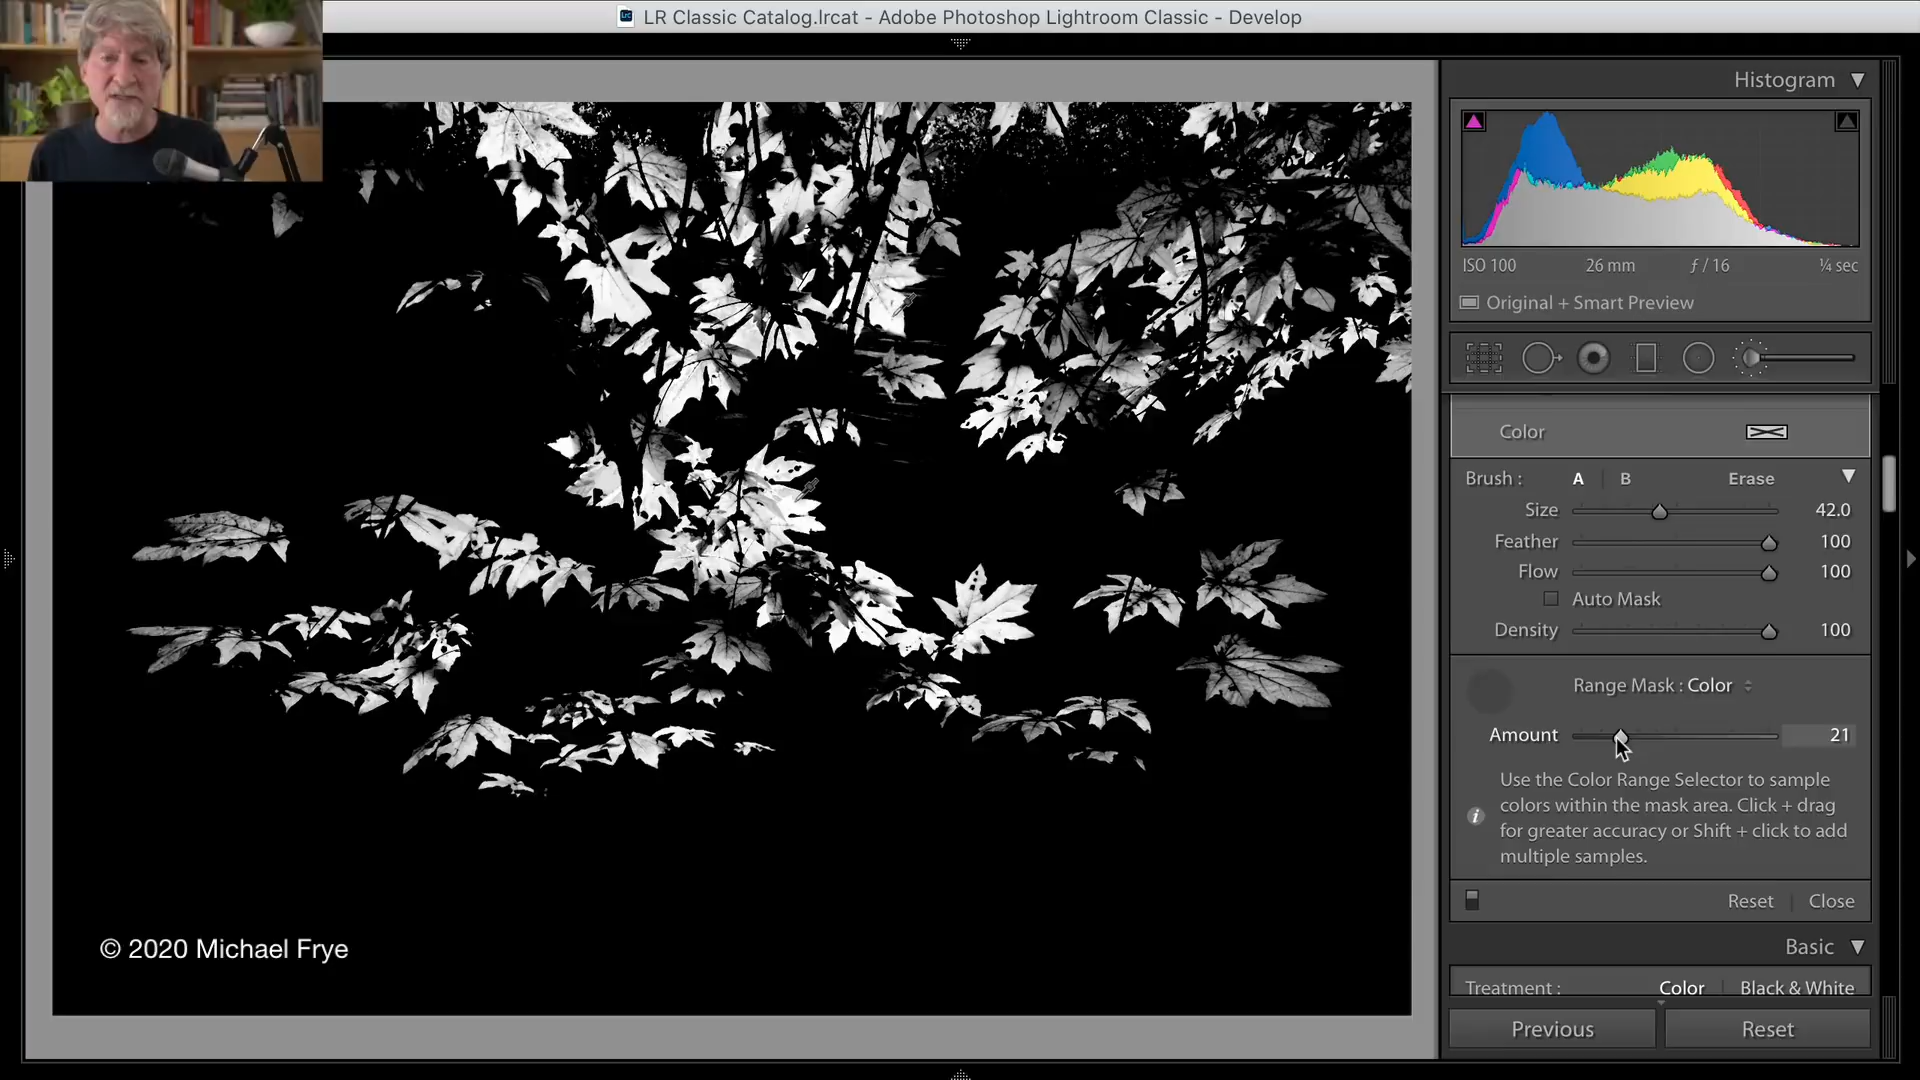 LR Classic Catalog.lrcat - Adobe Photoshop Lightroom Classic - Develop
Histogram
ISO 100 26 mm ƒ / 16 ¼ sec
Original + Smart Preview
Color
Brush : A B Erase
Size 42.0
Feather 100
Flow 100
Auto Mask
Density 100
Range Mask : Color
Amount 21
Use the Color Range Selector to sample
colors within the mask area. Click + drag
for greater accuracy or Shift + click to add
multiple samples.
Reset Close
Basic
Treatment : Color Black & White
Previous Reset
© 2020 Michael Frye